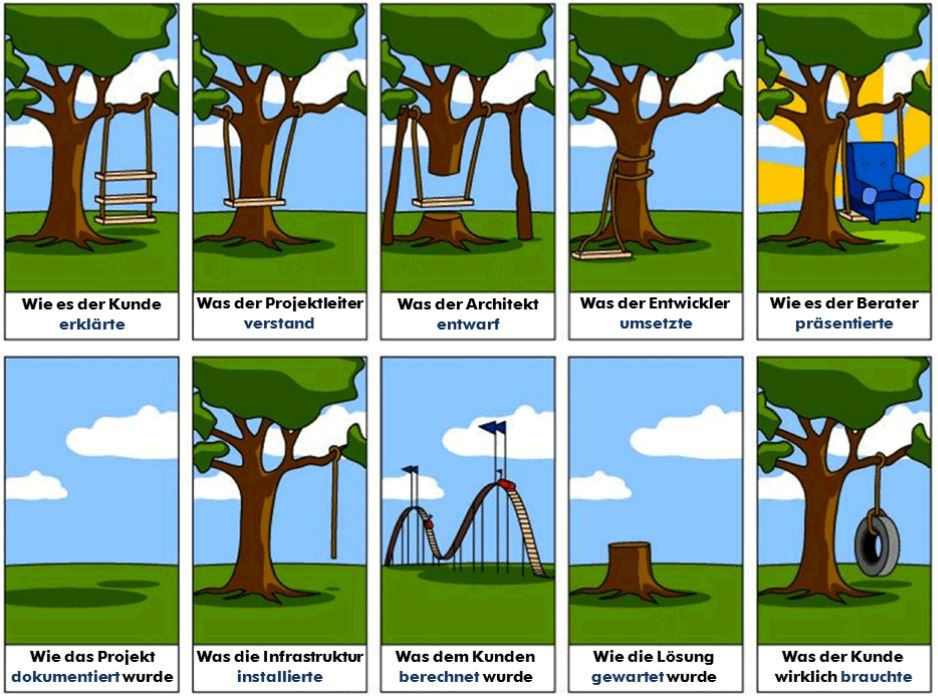 Wie es der Kunde
erklärte
Was der Projektleiter
verstand
Was der Architekt
entwarf
Was der Entwickler
umsetzte
Wie es der Berater
präsentierte
Wie das Projekt
dokumentiert wurde
Was die Infrastruktur
installierte
Was dem Kunden
berechnet wurde
Wie die Lösung
gewartet wurde
Was der Kunde
wirklich brauchte